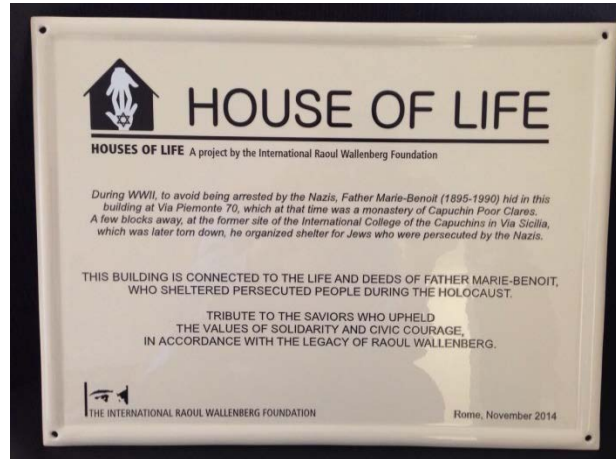 HOUSE OF LIFE
HOUSES OF LIFE A project by the International Raoul Wallenberg Foundation
During WWII, to avoid being arrested by the Nazis, Father Marie-Benoit (1895-1990) hid in this
building at Via Piemonte 70, which at that time was a monastery of Capuchin Poor Clares.
A few blocks away, at the former site of the International College of the Capuchins in Via Sicilia,
which was later torn down, he organized shelter for Jews who were persecuted by the Nazis.
THIS BUILDING IS CONNECTED TO THE LIFE AND DEEDS OF FATHER MARIE-BENOIT,
WHO SHELTERED PERSECUTED PEOPLE DURING THE HOLOCAUST.
TRIBUTE TO THE SAVIORS WHO UPHELD
THE VALUES OF SOLIDARITY AND CIVIC COURAGE,
IN ACCORDANCE WITH THE LEGACY OF RAOUL WALLENBERG.
THE INTERNATIONAL RAOUL WALLENBERG FOUNDATION
Rome, November 2014